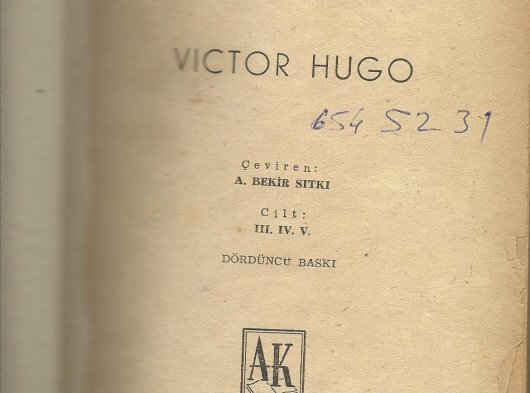 VICTOR HUGO
654 52 31
Çeviren:
A. BEKİR SITKI
Cilt:
III. IV. V.
DÖRDÜNCÜ BASKI
AK